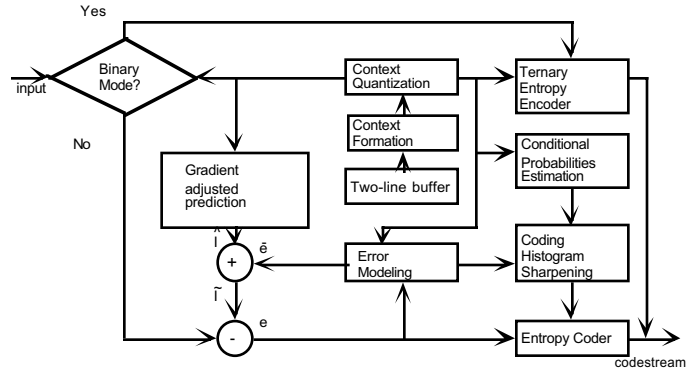 Yes
Binary
Mode?
input
No
Context
Quantization
Ternary
Entropy
Encoder
Context
Formation
Two-line buffer
Conditional
Probabilities
Estimation
Gradient
adjusted
prediction
Î
ē
+
Error
Modeling
Coding
Histogram
Sharpening
Ĩ
-
e
Entropy Coder
codestream